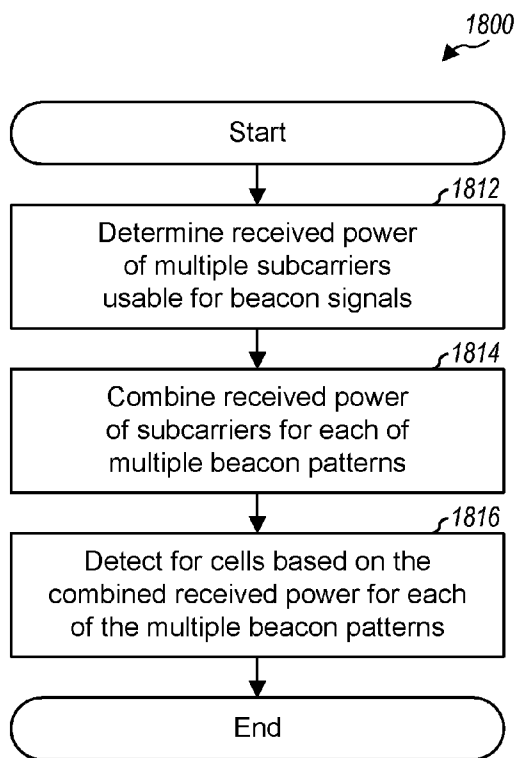 1800
Start
1812
Determine received power
of multiple subcarriers
usable for beacon signals
1814
Combine received power
of subcarriers for each of
multiple beacon patterns
1816
Detect for cells based on the
combined received power for each
of the multiple beacon patterns
End